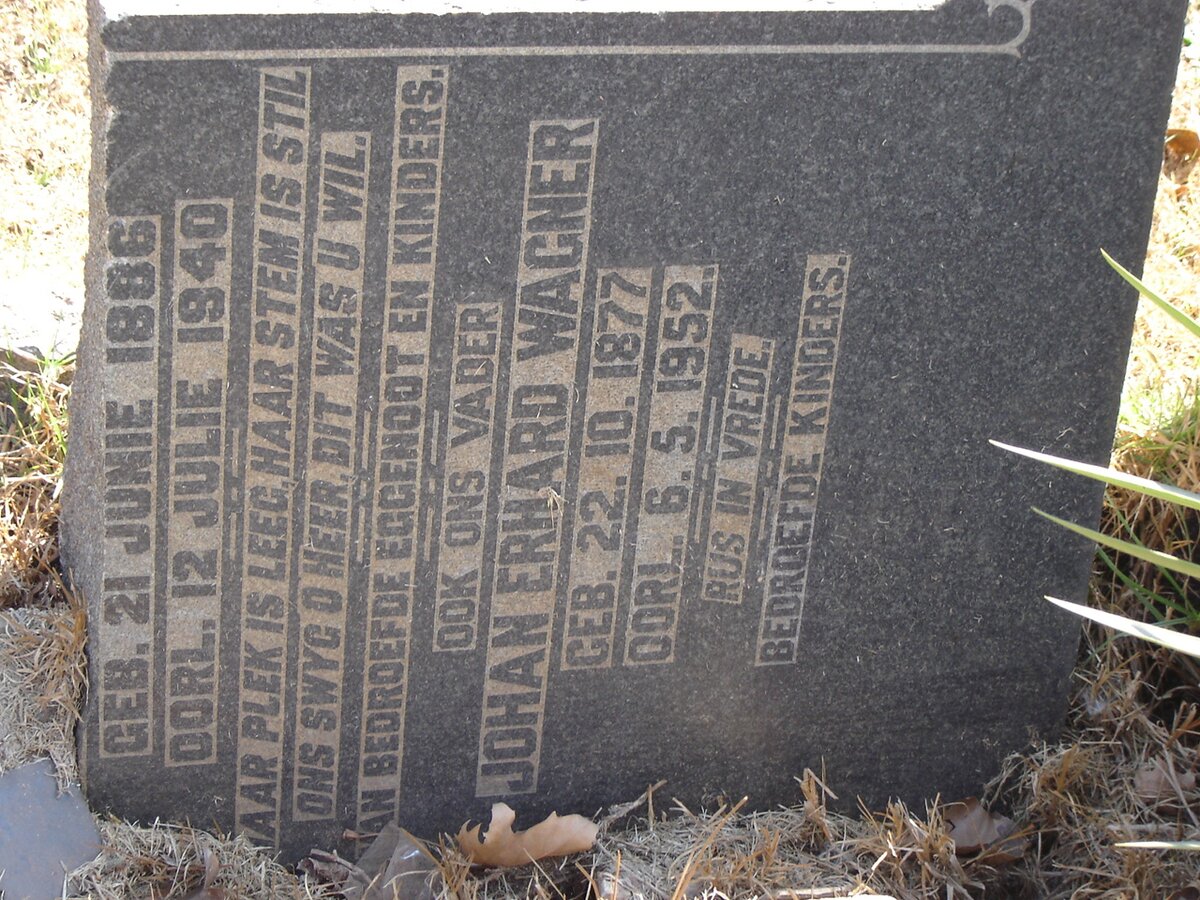 GEB. 21 JUNIE 1886
OORL. 12 JULIE 1940
HAAR PLEK IS LEEG, HAAR STEM IS STIL
ONS SWYG O HEER, DIT WAS U WIL.
BEDROEFDE EGGENOOT EN KINDERS.
OOK ONS VADER
JOHAN ERHARD WAGNER
GEB. 22. 10. 1877
OORL. 6. 5. 1952.
RUS IN VREDE.
BEDROEFDE KINDERS.